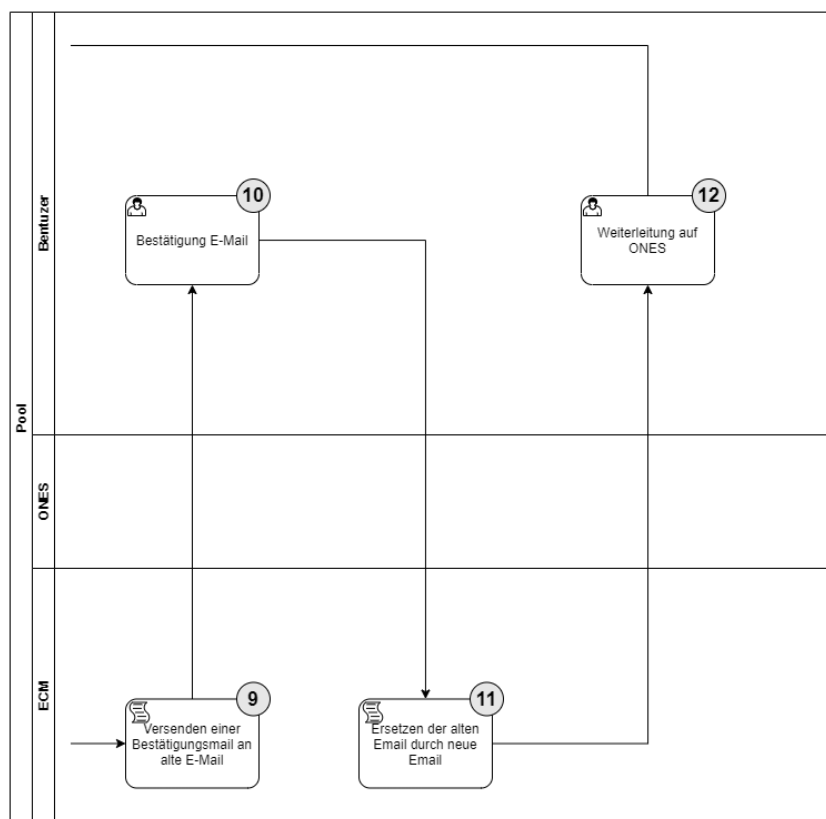 Pool
Bentuzer
10
Bestätigung E-Mail
12
Weiterleitung auf
ONES
ONES
ECM
9
Versenden einer
Bestätigungsmail an
alte E-Mail
11
Ersetzen der alten
Email durch neue
Email